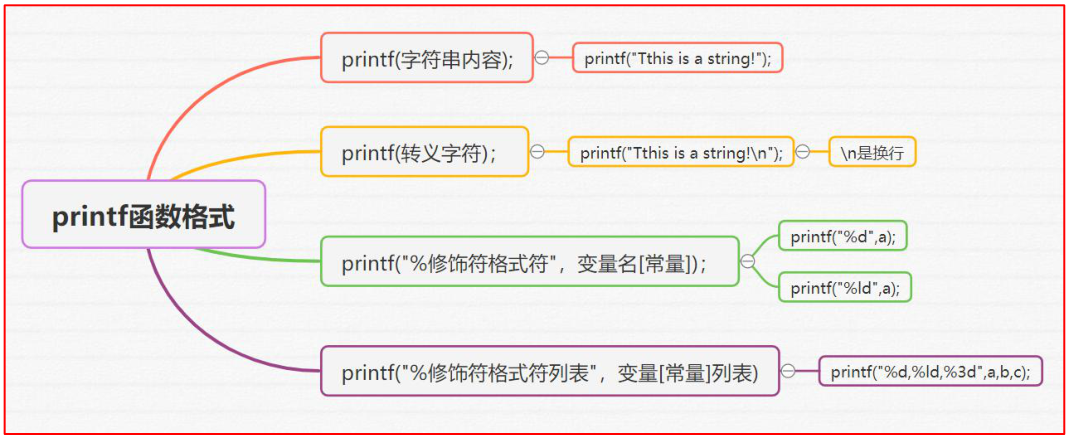 printf(字符串内容);
printf("Tthis is a string!");
printf(转义字符)；
printf("Tthis is a string!\n");
\n是换行
printf函数格式
printf("%修饰符格式符"，变量名[常量])；
printf("%d",a);
printf("%ld",a);
printf("%修饰符格式符列表"，变量[常量]列表)
printf("%d,%ld,%3d",a,b,c);